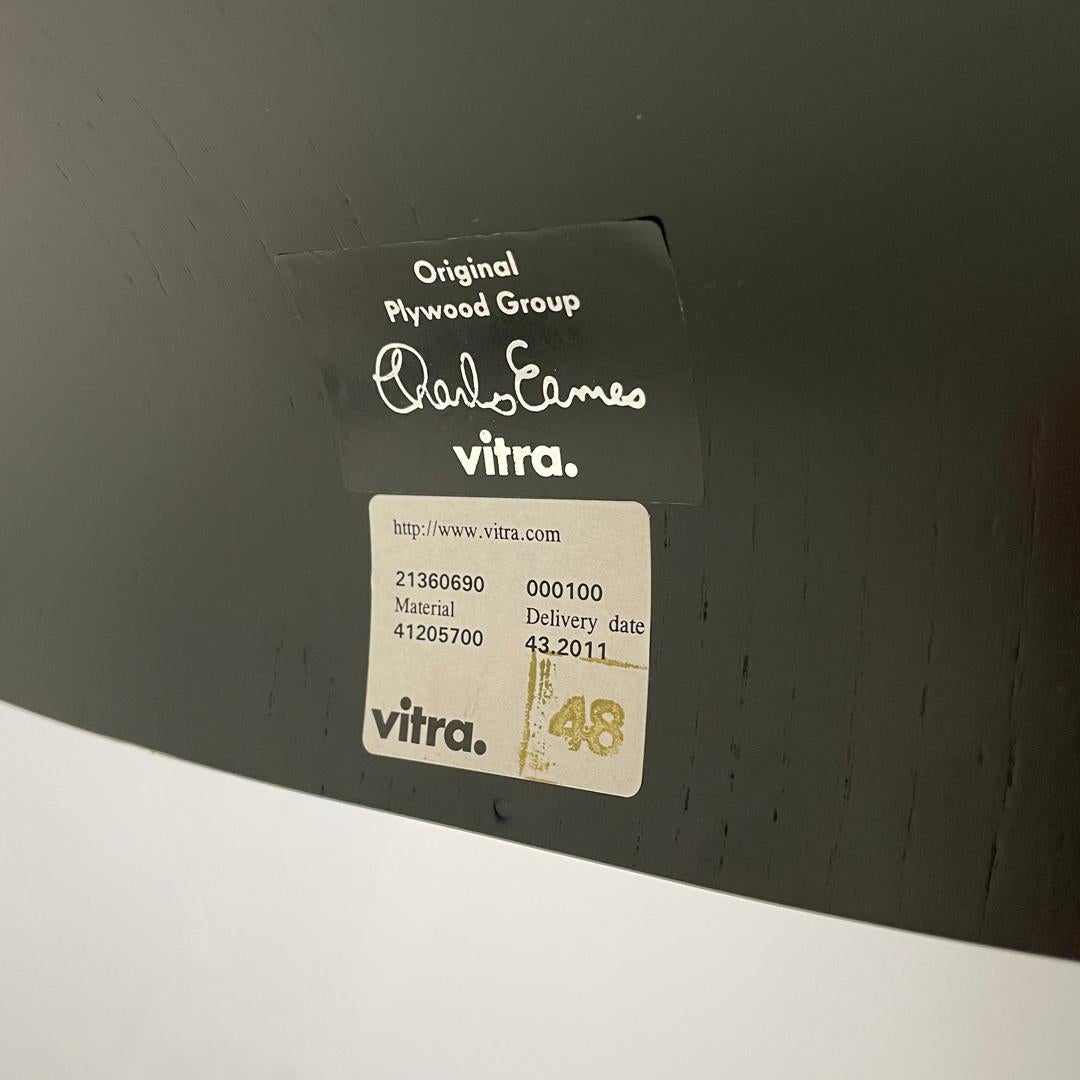 Original
Plywood Group
Charles Eames
vitra.
http://www.vitra.com
21360690 000100
Material Delivery date
41205700 43.2011
vitra. 48